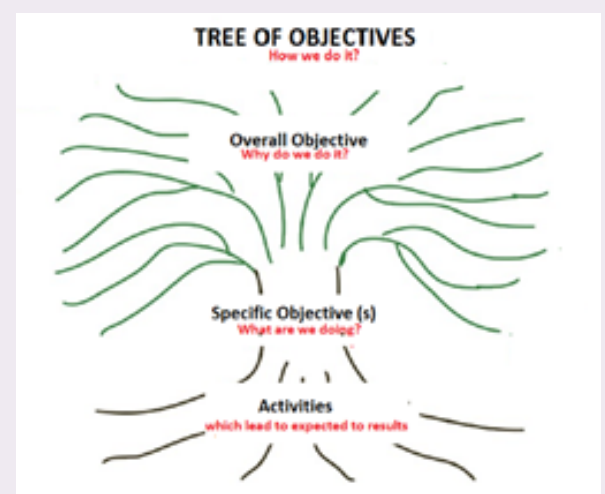 TREE OF OBJECTIVES
How we do it?
Overall Objective
Why do we do it?
Specific Objective (s)
What are we doing?
Activities
which lead to expected to results